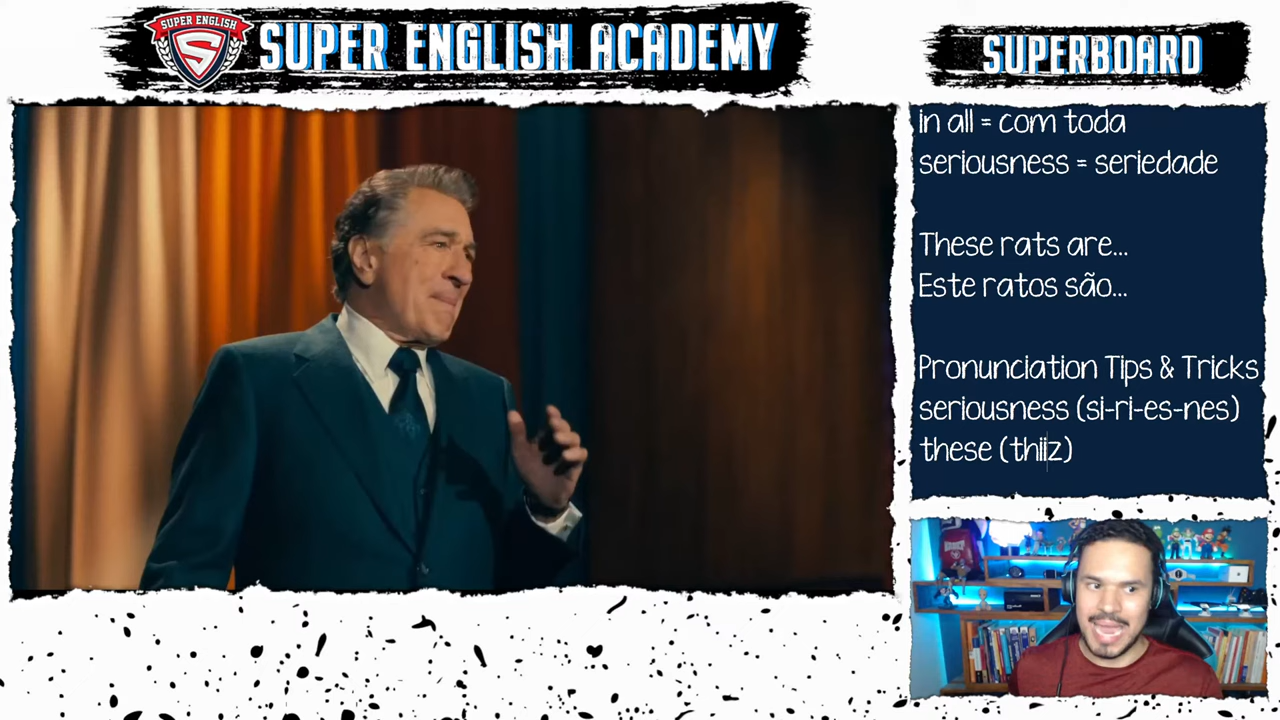 SUPER ENGLISH
SUPER ENGLISH ACADEMY
SUPERBOARD
in all = com toda
seriousness = seriedade
These rats are...
Este ratos são...
Pronunciation Tips & Tricks
seriousness (si-ri-es-nes)
these (thiiz)